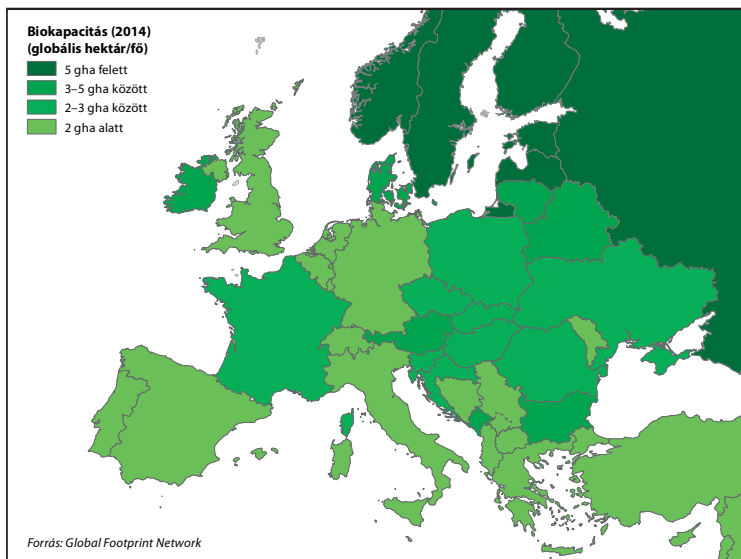 Biokapacitás (2014)
(globális hektár/fő)
5 gha felett
3–5 gha között
2–3 gha között
2 gha alatt
Forrás: Global Footprint Network